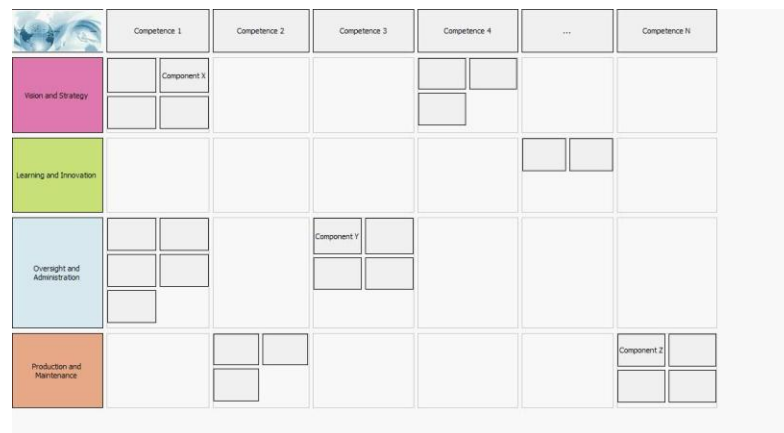 Competence 1
Competence 2
Competence 3
Competence 4
...
Competence N
Vision and Strategy
Component X
Learning and Innovation
Oversight and
Administration
Component Y
Production and
Maintenance
Component Z